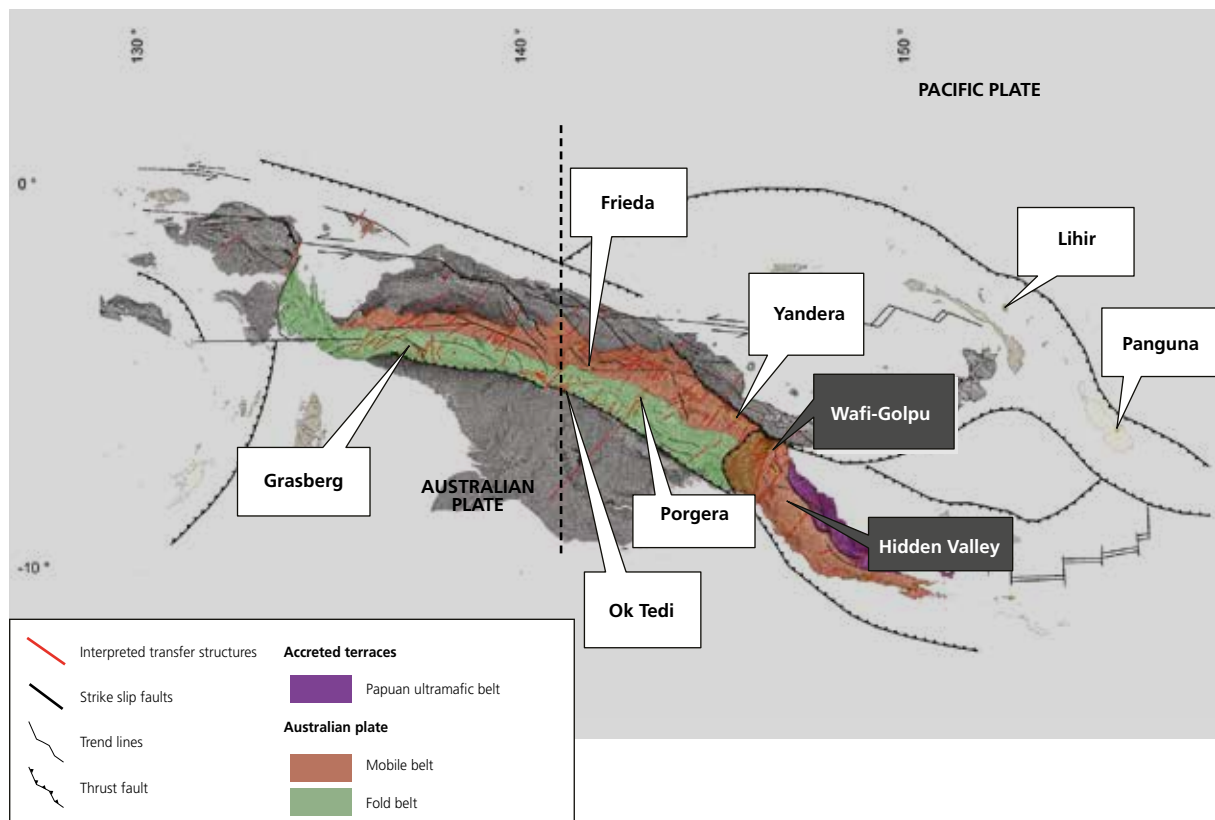 130 °
140 °
150 °
PACIFIC PLATE
0 °
Frieda
Lihir
Yandera
Panguna
Wafi-Golpu
Grasberg
AUSTRALIAN
PLATE
Porgera
Hidden Valley
-10 °
Ok Tedi
Interpreted transfer structures
Strike slip faults
Trend lines
Thrust fault
Accreted terraces
Papuan ultramafic belt
Australian plate
Mobile belt
Fold belt